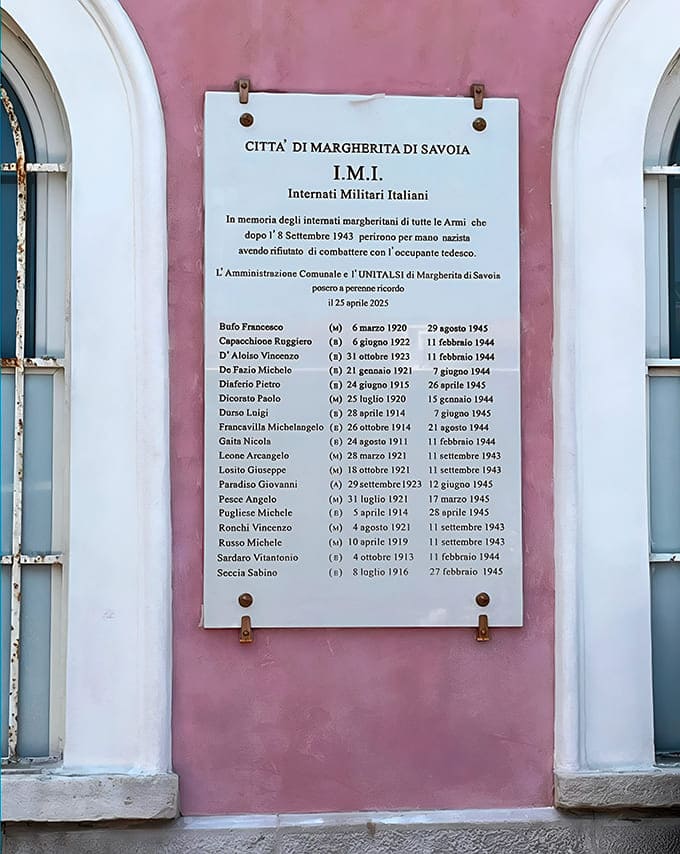 CITTA' DI MARGHERITA DI SAVOIA
I.M.I.
Internati Militari Italiani
In memoria degli internati margheritani di tutte le Armi che
dopo l'8 Settembre 1943 perirono per mano nazista
avendo rifiutato di combattere con l'occupante tedesco.
L'Amministrazione Comunale e l'UNITALSI di Margherita di Savoia
posero a perenne ricordo
il 25 aprile 2025
Bufo Francesco (M) 6 marzo 1920 29 agosto 1945
Capacchione Ruggiero (E) 6 giugno 1922 11 febbraio 1944
D'Aloiso Vincenzo (E) 31 ottobre 1923 11 febbraio 1944
De Fazio Michele (E) 21 gennaio 1921 7 giugno 1944
Diaferio Pietro (E) 24 giugno 1915 26 aprile 1945
Dicorato Paolo (M) 25 luglio 1920 15 gennaio 1944
Durso Luigi (E) 28 aprile 1914 7 giugno 1945
Francavilla Michelangelo (E) 26 ottobre 1914 21 agosto 1944
Gaita Nicola (E) 24 agosto 1911 11 febbraio 1944
Leone Arcangelo (M) 28 marzo 1921 11 settembre 1943
Losito Giuseppe (M) 18 ottobre 1921 11 settembre 1943
Paradiso Giovanni (A) 29 settembre 1923 12 giugno 1945
Pesce Angelo (M) 31 luglio 1921 17 marzo 1945
Pugliese Michele (E) 5 aprile 1914 28 aprile 1945
Ronchi Vincenzo (M) 4 agosto 1921 11 settembre 1943
Russo Michele (M) 10 aprile 1919 11 settembre 1943
Sardaro Vitantonio (E) 4 ottobre 1913 11 febbraio 1944
Seccia Sabino (E) 8 luglio 1916 27 febbraio 1945